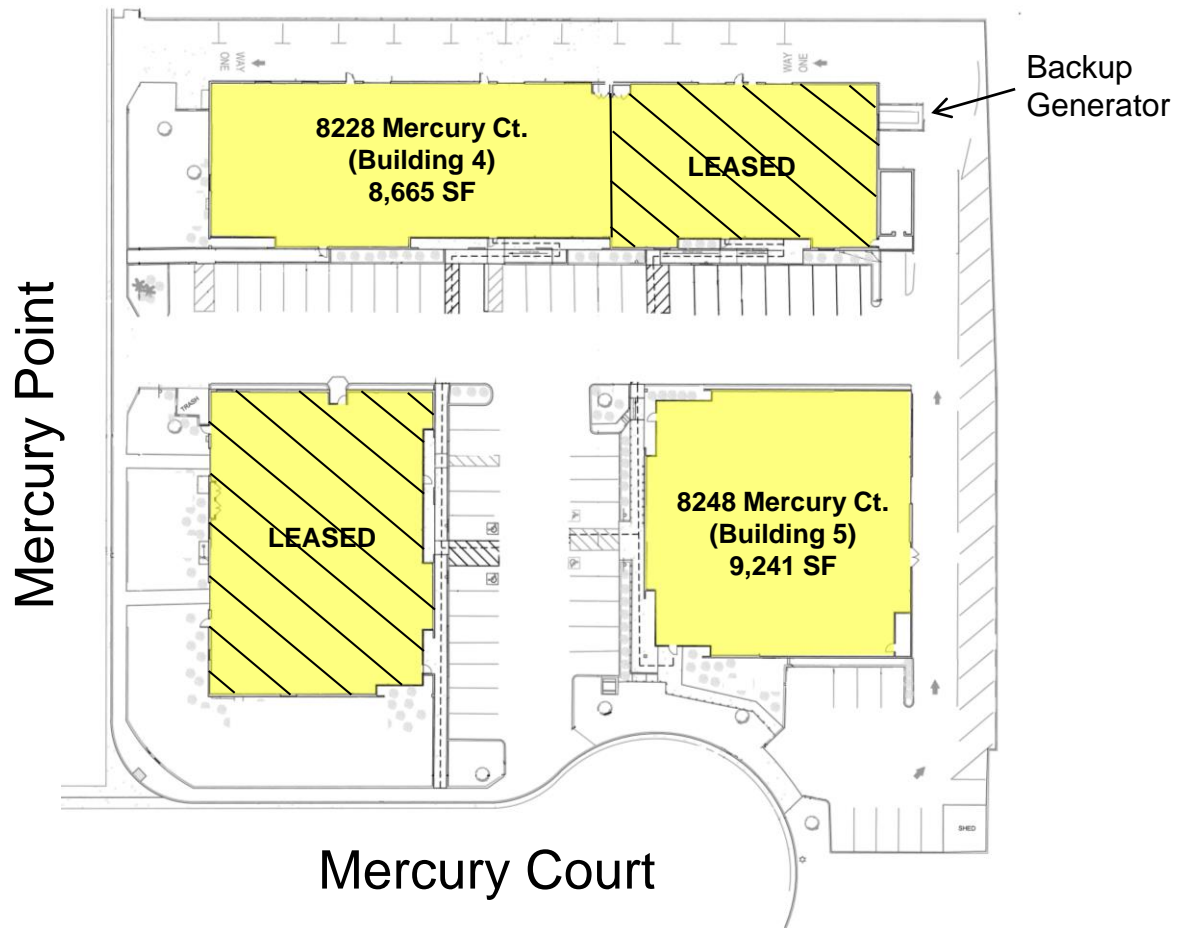 ONE
WAY
WAY
ONE
Backup
Generator
8228 Mercury Ct.
(Building 4)
8,665 SF
LEASED
Mercury Point
TRASH
LEASED
8248 Mercury Ct.
(Building 5)
9,241 SF
SHED
Mercury Court